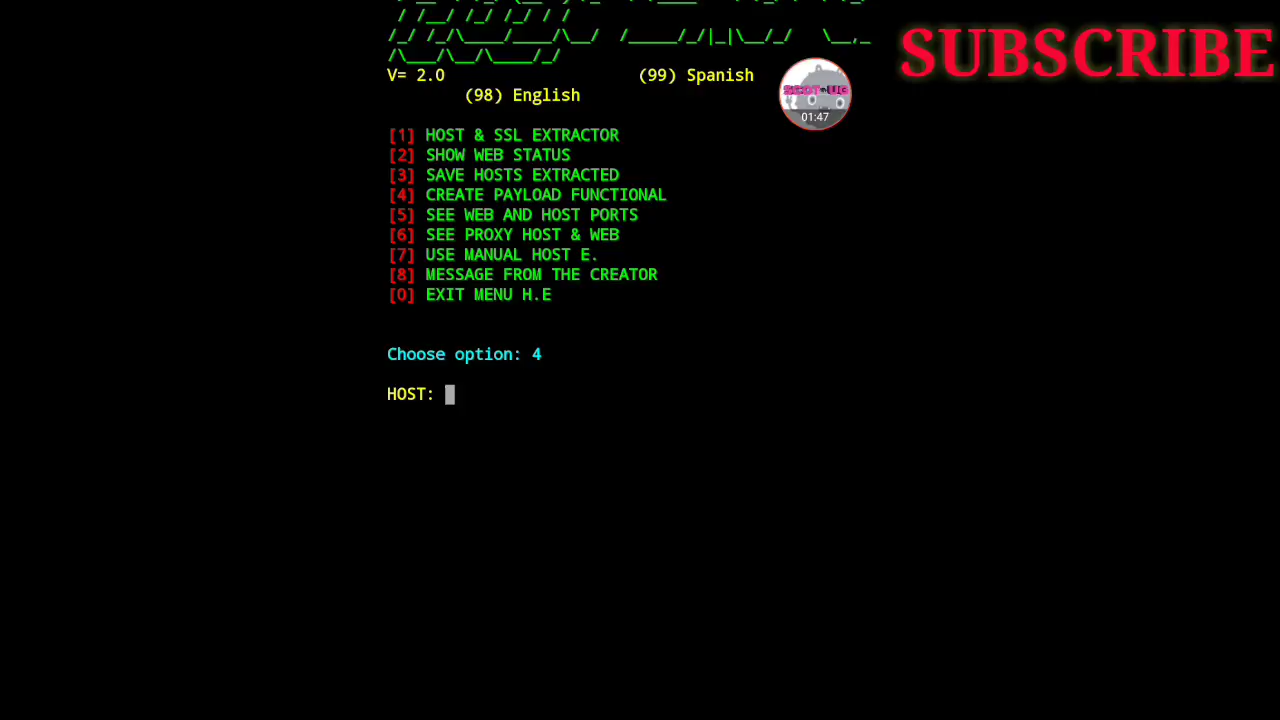 SUBSCRIBE
V= 2.0 (99) Spanish
(98) English
01:47
[1] HOST & SSL EXTRACTOR
[2] SHOW WEB STATUS
[3] SAVE HOSTS EXTRACTED
[4] CREATE PAYLOAD FUNCTIONAL
[5] SEE WEB AND HOST PORTS
[6] SEE PROXY HOST & WEB
[7] USE MANUAL HOST E.
[8] MESSAGE FROM THE CREATOR
[0] EXIT MENU H.E
Choose option: 4
HOST: